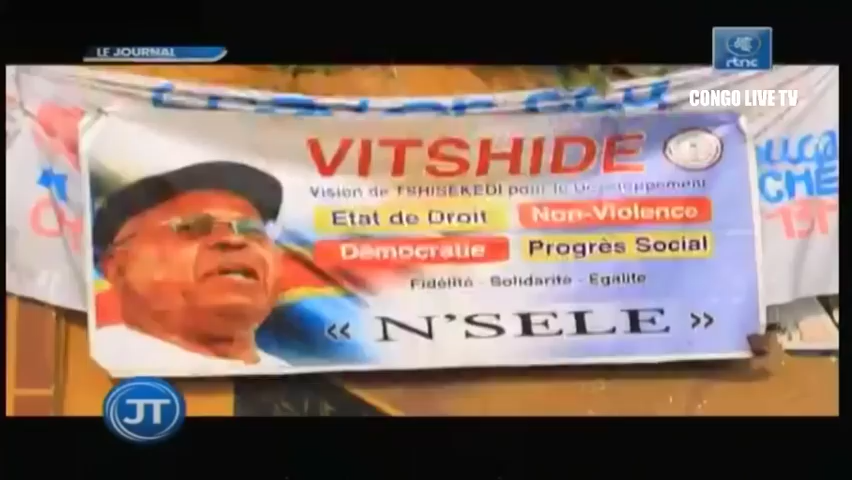 LE JOURNAL
rtnc
CONGO LIVE TV
VITSHIDE
Vision de TSHISEKEDI pour le Développement
Etat de Droit
Non-Violence
Démocratie
Progrès Social
Fidélité - Solidarité - Egalité
« N'SELE »
CHE
JT